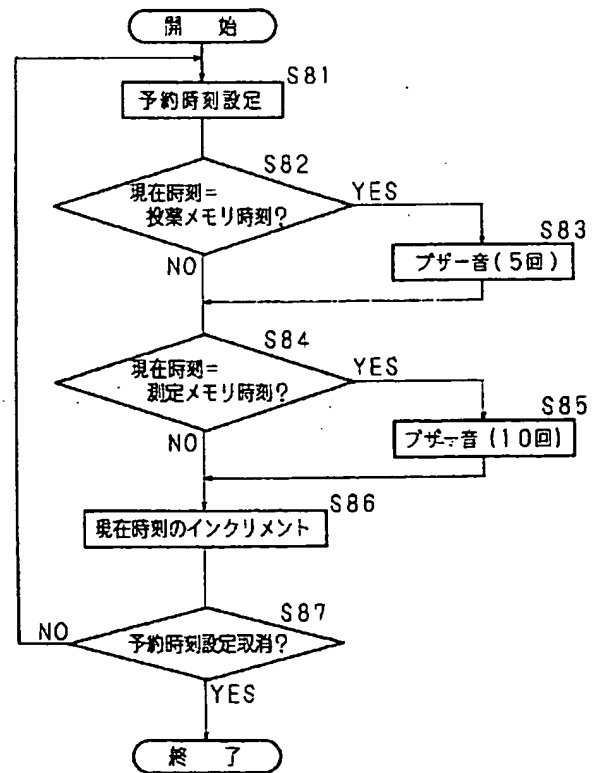 開 始
S81
予約時刻設定
S82
現在時刻=
投薬メモリ時刻?
YES
NO
S83
ブザー音(5回)
S84
現在時刻=
測定メモリ時刻?
YES
NO
S85
ブザー音(10回)
S86
現在時刻のインクリメント
S87
予約時刻設定取消?
NO
YES
終 了